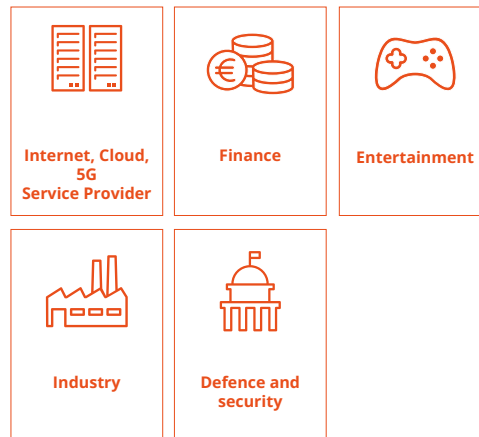 Internet, Cloud,
5G
Service Provider
Finance
Entertainment
Industry
Defence and
security